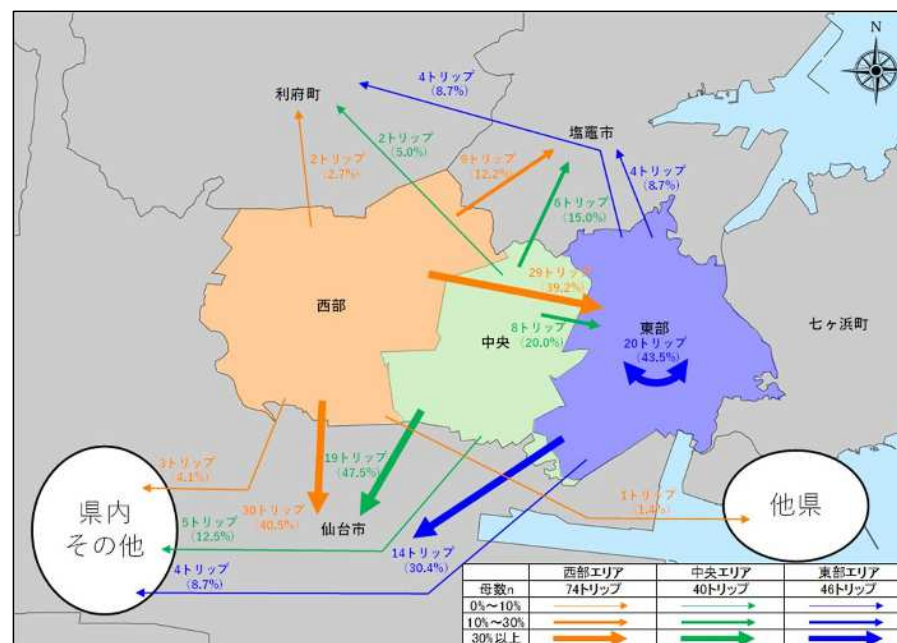 N
4トリップ
(8.7%)
利府町
塩竈市
2トリップ
(5.0%)
9トリップ
(12.2%)
4トリップ
(8.7%)
2トリップ
(2.7%)
6トリップ
(15.0%)
29トリップ
(39.2%)
西部
中央
8トリップ
(20.0%)
東部
20トリップ
(43.5%)
七ヶ浜町
3トリップ
(4.1%)
19トリップ
(47.5%)
30トリップ
(40.5%)
仙台市
1トリップ
(1.4%)
他県
県内
その他
5トリップ
(12.5%)
14トリップ
(30.4%)
4トリップ
(8.7%)
西部エリア 中央エリア 東部エリア
母数n 74トリップ 40トリップ 46トリップ
0%～10%
10%～30%
30%以上